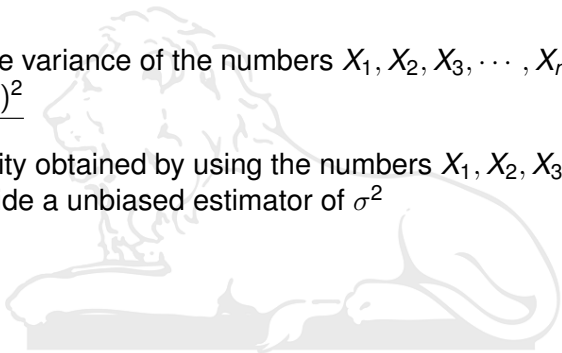 e variance of the numbers X₁, X₂, X₃, ⋯ , Xₙ
)²
ity obtained by using the numbers X₁, X₂, X₃
de a unbiased estimator of σ²